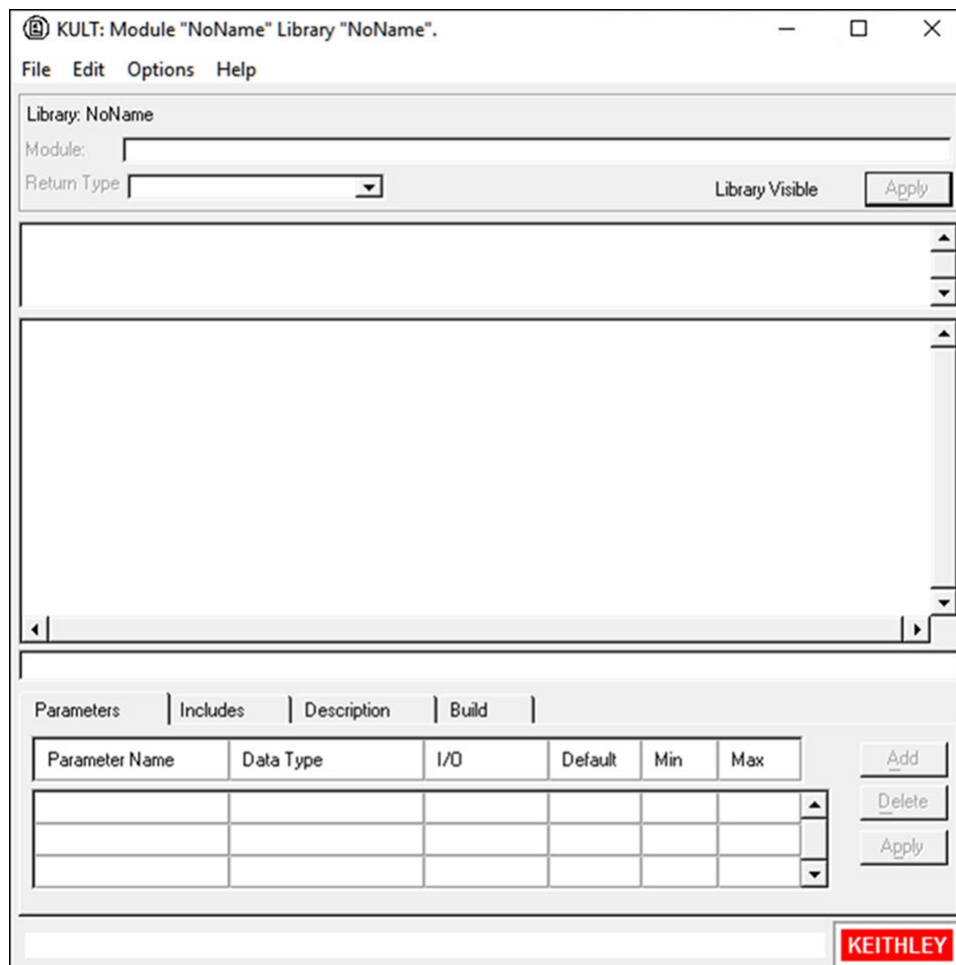 KULT: Module "NoName" Library "NoName".
File Edit Options Help
Library: NoName
Module:
Return Type
Library Visible
Apply
Parameters Includes Description Build
Parameter Name Data Type I/O Default Min Max
Add
Delete
Apply
KEITHLEY